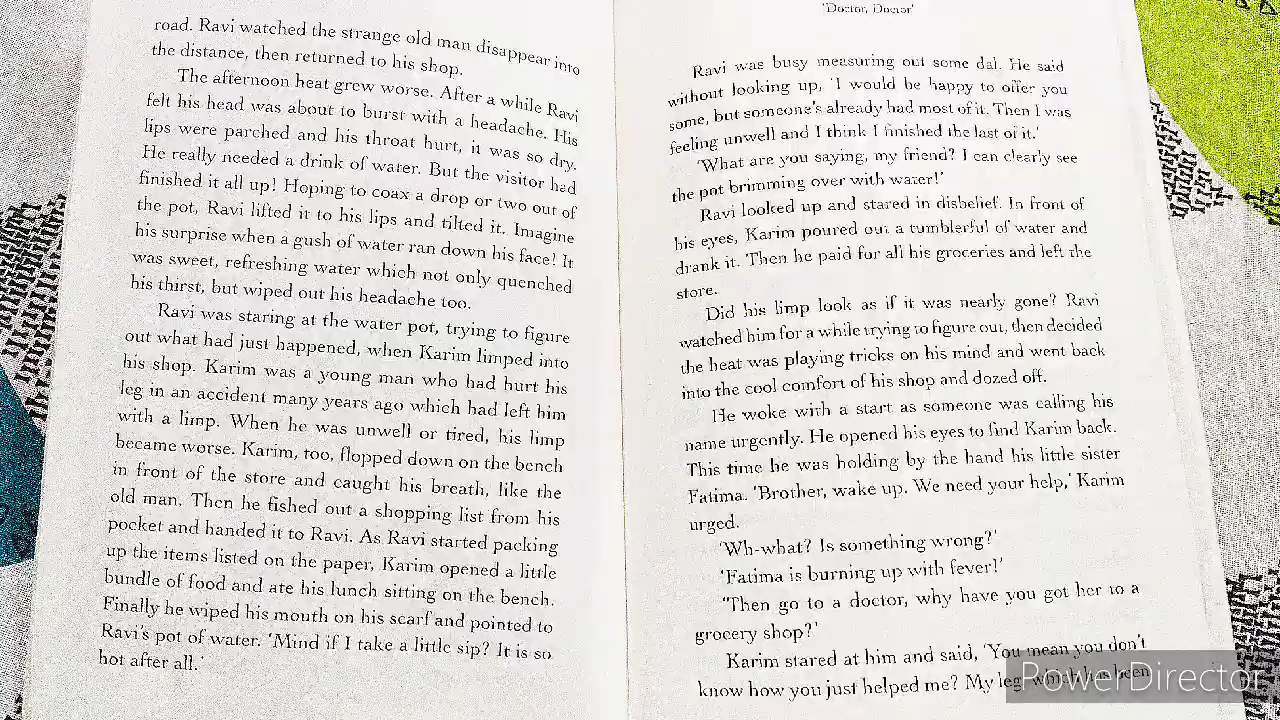 road. Ravi watched the strange old man disappear into
the distance, then returned to his shop.
The afternoon heat grew worse. After a while Ravi
felt his head was about to burst with a headache. His
lips were parched and his throat hurt, it was so dry.
He really needed a drink of water. But the visitor had
finished it all up! Hoping to coax a drop or two out of
the pot, Ravi lifted it to his lips and tilted it. Imagine
his surprise when a gush of water ran down his face! It
was sweet, refreshing water which not only quenched
his thirst, but wiped out his headache too.
Ravi was staring at the water pot, trying to figure
out what had just happened, when Karim limped into
his shop. Karim was a young man who had hurt his
leg in an accident many years ago which had left him
with a limp. When he was unwell or tired, his limp
became worse. Karim, too, flopped down on the bench
in front of the store and caught his breath, like the
old man. Then he fished out a shopping list from his
pocket and handed it to Ravi. As Ravi started packing
up the items listed on the paper, Karim opened a little
bundle of food and ate his lunch sitting on the bench.
Finally he wiped his mouth on his scarf and pointed to
Ravi's pot of water. 'Mind if I take a little sip? It is so
hot after all.'
'Doctor, Doctor'
Ravi was busy measuring out some dal. He said
without looking up, 'I would be happy to offer you
some, but someone's already had most of it. Then I was
feeling unwell and I think I finished the last of it.'
'What are you saying, my friend? I can clearly see
the pot brimming over with water!'
Ravi looked up and stared in disbelief. In front of
his eyes, Karim poured out a tumblerful of water and
drank it. Then he paid for all his groceries and left the
store.
Did his limp look as if it was nearly gone? Ravi
watched him for a while trying to figure out, then decided
the heat was playing tricks on his mind and went back
into the cool comfort of his shop and dozed off.
He woke with a start as someone was calling his
name urgently. He opened his eyes to find Karim back.
This time he was holding by the hand his little sister
Fatima. 'Brother, wake up. We need your help,' Karim
urged.
'Wh-what? Is something wrong?'
'Fatima is burning up with fever!'
'Then go to a doctor, why have you got her to a
grocery shop?'
Karim stared at him and said, 'You mean you don't
know how you just helped me? My leg which has been
PowerDirector